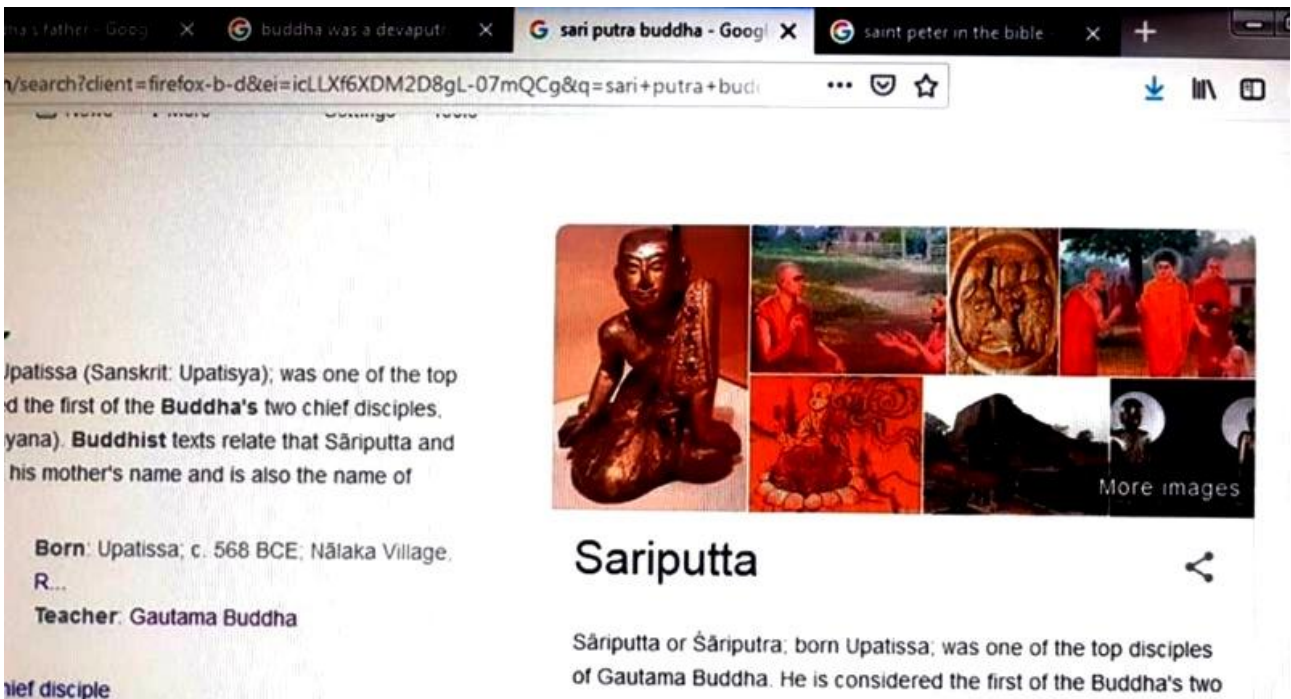 buddha was a devaputr
sari putra buddha - Googl
saint peter in the bible
/search?client=firefox-b-d&ei=icLLXf6XDM2D8gL-07mQCg&q=sari+putra+bud
More images
Upatissa (Sanskrit: Upatisya); was one of the top
d the first of the Buddha's two chief disciples,
yana). Buddhist texts relate that Sāriputta and
his mother's name and is also the name of
Born: Upatissa; c. 568 BCE; Nālaka Village,
R...
Teacher: Gautama Buddha
hief disciple
Sariputta
Sāriputta or Śāriputra; born Upatissa; was one of the top disciples
of Gautama Buddha. He is considered the first of the Buddha's two